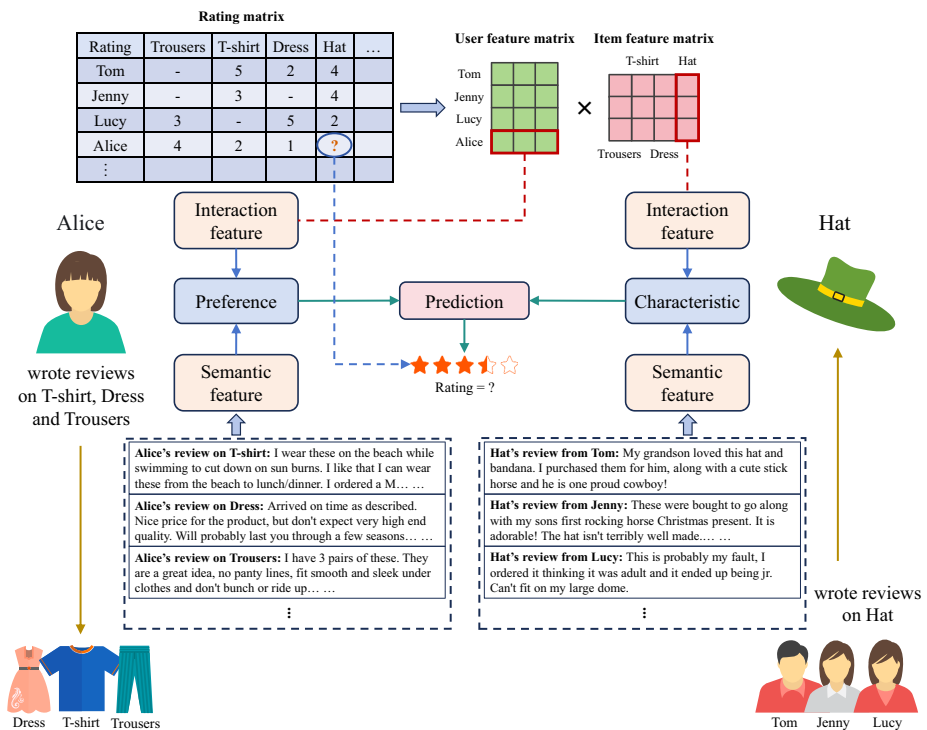 Rating matrix
Rating Trousers T-shirt Dress Hat …
Tom - 5 2 4
Jenny - 3 - 4
Lucy 3 - 5 2
Alice 4 2 1 ?
⋮
User feature matrix
Tom
Jenny
Lucy
Alice
×
Item feature matrix
T-shirt Hat
Trousers Dress
Alice
Interaction
feature
Interaction
feature
Hat
Preference
Prediction
Characteristic
Rating = ?
Semantic
feature
Semantic
feature
wrote reviews
on T-shirt, Dress
and Trousers
Alice's review on T-shirt: I wear these on the beach while
swimming to cut down on sun burns. I like that I can wear
these from the beach to lunch/dinner. I ordered a M… …
Alice's review on Dress: Arrived on time as described.
Nice price for the product, but don't expect very high end
quality. Will probably last you through a few seasons… …
Alice's review on Trousers: I have 3 pairs of these. They
are a great idea, no panty lines, fit smooth and sleek under
clothes and don't bunch or ride up… …
⋮
Hat's review from Tom: My grandson loved this hat and
bandana. I purchased them for him, along with a cute stick
horse and he is one proud cowboy!
Hat's review from Jenny: These were bought to go along
with my sons first rocking horse Christmas present. It is
adorable! The hat isn't terribly well made.… …
Hat's review from Lucy: This is probably my fault, I
ordered it thinking it was adult and it ended up being jr.
Can't fit on my large dome.
⋮
wrote reviews
on Hat
Dress T-shirt Trousers
Tom Jenny Lucy